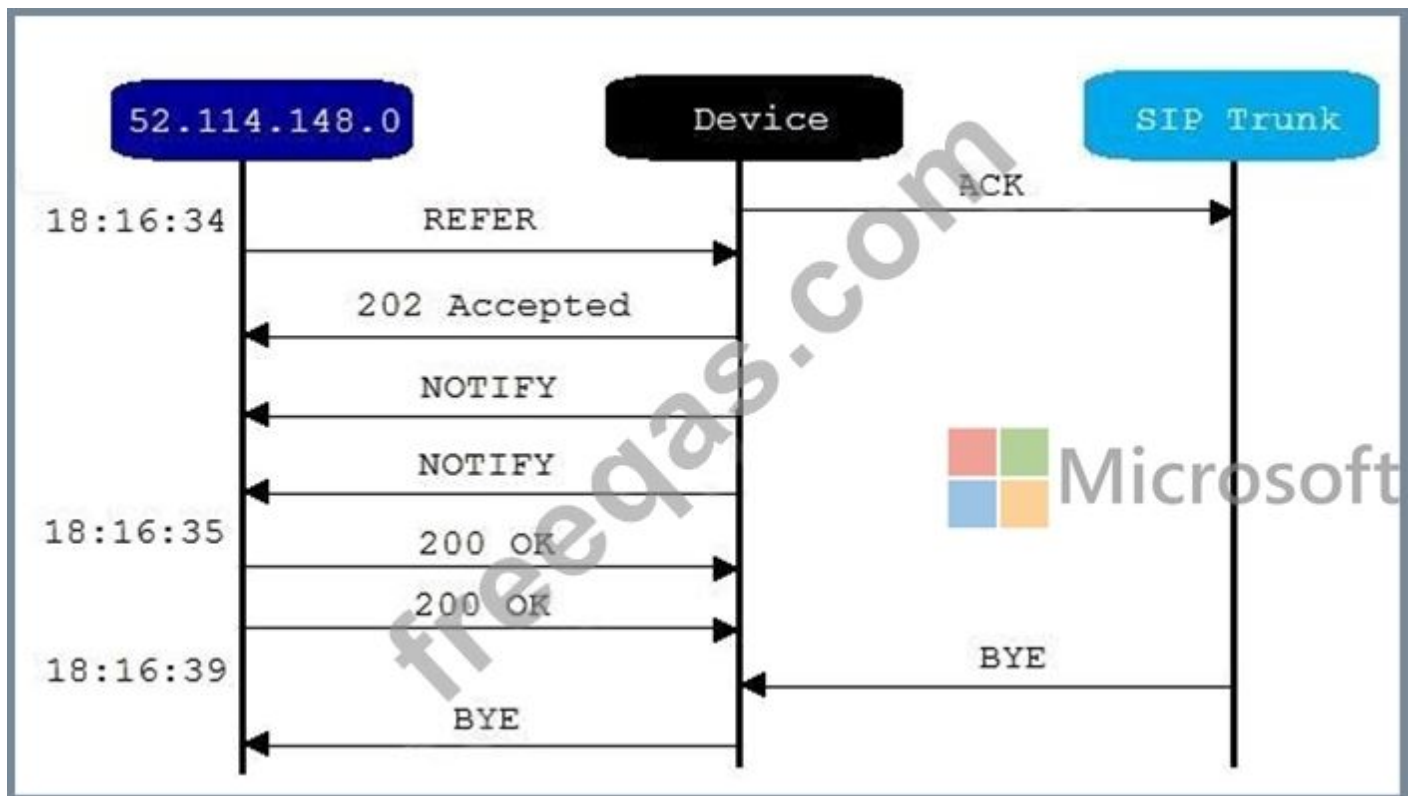 52.114.148.0
Device
SIP Trunk
ACK
18:16:34
REFER
202 Accepted
NOTIFY
NOTIFY
Microsoft
18:16:35
200 OK
200 OK
18:16:39
BYE
BYE
freeqas.com